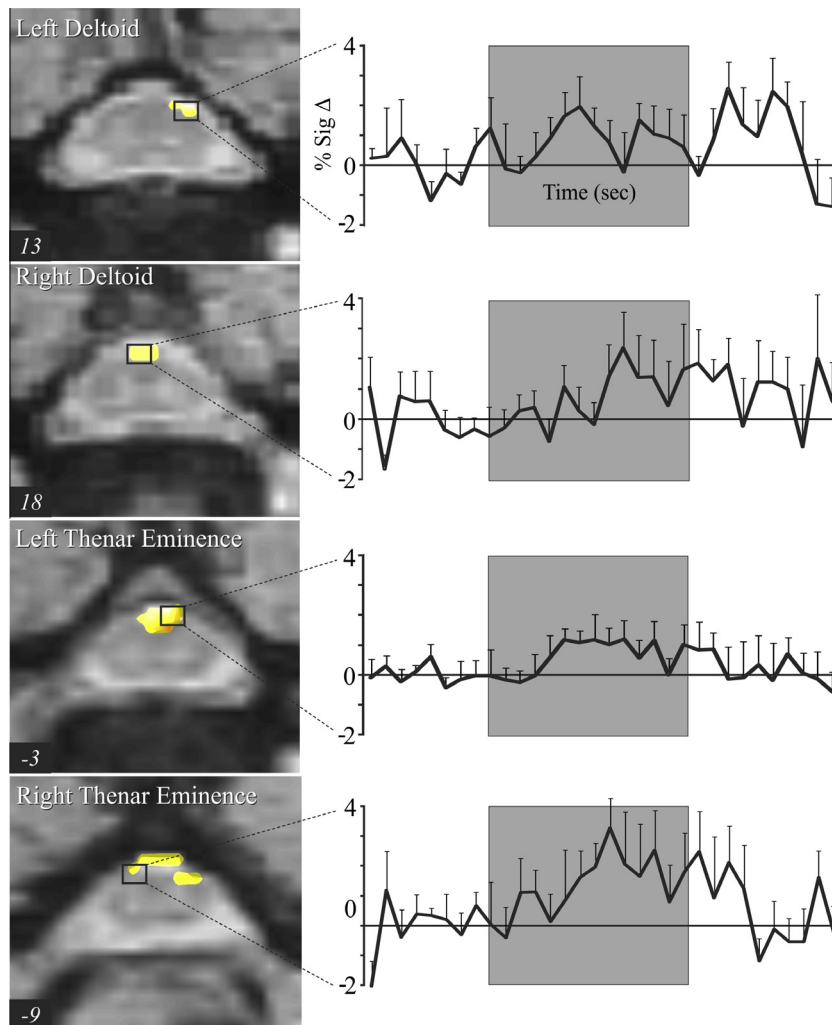 Left Deltoid
13
4
% Sig Δ
0
Time (sec)
-2
Right Deltoid
18
4
0
-2
Left Thenar Eminence
-3
4
0
-2
Right Thenar Eminence
-9
4
0
-2